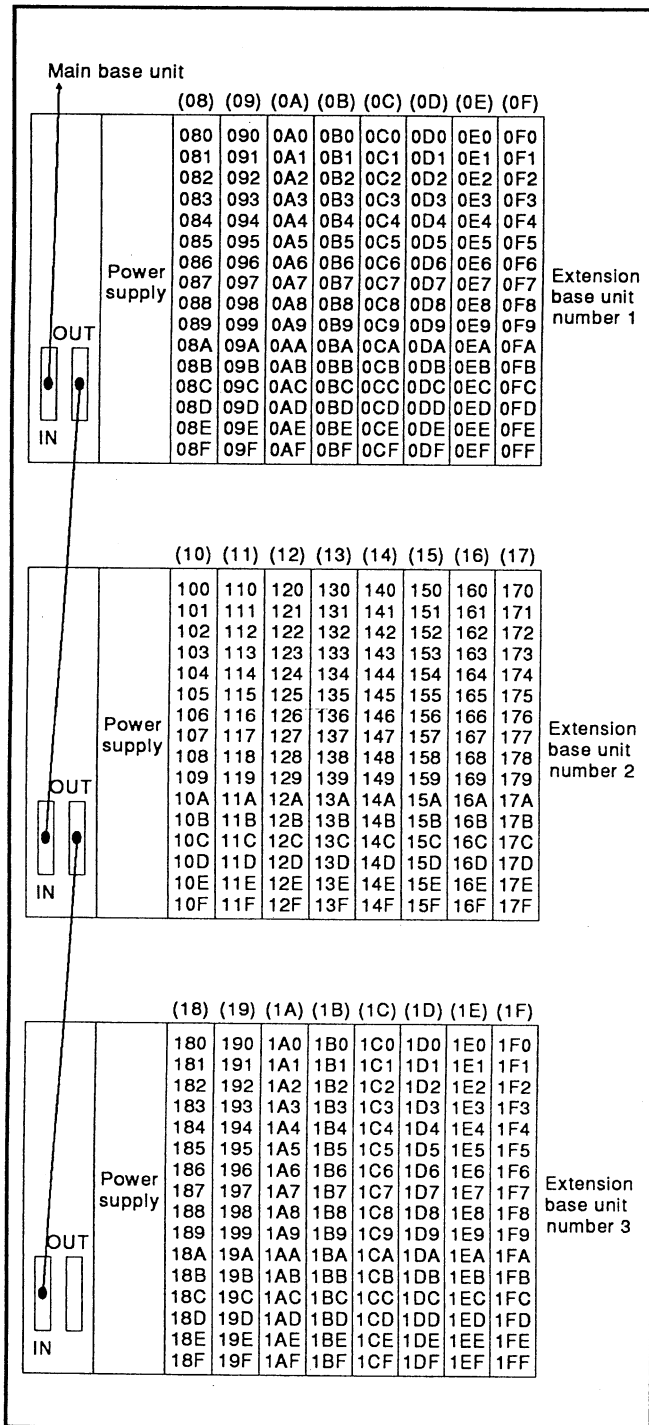 Main base unit
(08) (09) (0A) (0B) (0C) (0D) (0E) (0F)
080 090 0A0 0B0 0C0 0D0 0E0 0F0
081 091 0A1 0B1 0C1 0D1 0E1 0F1
082 092 0A2 0B2 0C2 0D2 0E2 0F2
083 093 0A3 0B3 0C3 0D3 0E3 0F3
084 094 0A4 0B4 0C4 0D4 0E4 0F4
085 095 0A5 0B5 0C5 0D5 0E5 0F5
086 096 0A6 0B6 0C6 0D6 0E6 0F6
087 097 0A7 0B7 0C7 0D7 0E7 0F7
088 098 0A8 0B8 0C8 0D8 0E8 0F8
089 099 0A9 0B9 0C9 0D9 0E9 0F9
08A 09A 0AA 0BA 0CA 0DA 0EA 0FA
08B 09B 0AB 0BB 0CB 0DB 0EB 0FB
08C 09C 0AC 0BC 0CC 0DC 0EC 0FC
08D 09D 0AD 0BD 0CD 0DD 0ED 0FD
08E 09E 0AE 0BE 0CE 0DE 0EE 0FE
08F 09F 0AF 0BF 0CF 0DF 0EF 0FF
Power
supply
OUT
IN
Extension
base unit
number 1
(10) (11) (12) (13) (14) (15) (16) (17)
100 110 120 130 140 150 160 170
101 111 121 131 141 151 161 171
102 112 122 132 142 152 162 172
103 113 123 133 143 153 163 173
104 114 124 134 144 154 164 174
105 115 125 135 145 155 165 175
106 116 126 136 146 156 166 176
107 117 127 137 147 157 167 177
108 118 128 138 148 158 168 178
109 119 129 139 149 159 169 179
10A 11A 12A 13A 14A 15A 16A 17A
10B 11B 12B 13B 14B 15B 16B 17B
10C 11C 12C 13C 14C 15C 16C 17C
10D 11D 12D 13D 14D 15D 16D 17D
10E 11E 12E 13E 14E 15E 16E 17E
10F 11F 12F 13F 14F 15F 16F 17F
Power
supply
OUT
IN
Extension
base unit
number 2
(18) (19) (1A) (1B) (1C) (1D) (1E) (1F)
180 190 1A0 1B0 1C0 1D0 1E0 1F0
181 191 1A1 1B1 1C1 1D1 1E1 1F1
182 192 1A2 1B2 1C2 1D2 1E2 1F2
183 193 1A3 1B3 1C3 1D3 1E3 1F3
184 194 1A4 1B4 1C4 1D4 1E4 1F4
185 195 1A5 1B5 1C5 1D5 1E5 1F5
186 196 1A6 1B6 1C6 1D6 1E6 1F6
187 197 1A7 1B7 1C7 1D7 1E7 1F7
188 198 1A8 1B8 1C8 1D8 1E8 1F8
189 199 1A9 1B9 1C9 1D9 1E9 1F9
18A 19A 1AA 1BA 1CA 1DA 1EA 1FA
18B 19B 1AB 1BB 1CB 1DB 1EB 1FB
18C 19C 1AC 1BC 1CC 1DC 1EC 1FC
18D 19D 1AD 1BD 1CD 1DD 1ED 1FD
18E 19E 1AE 1BE 1CE 1DE 1EE 1FE
18F 19F 1AF 1BF 1CF 1DF 1EF 1FF
Power
supply
OUT
IN
Extension
base unit
number 3